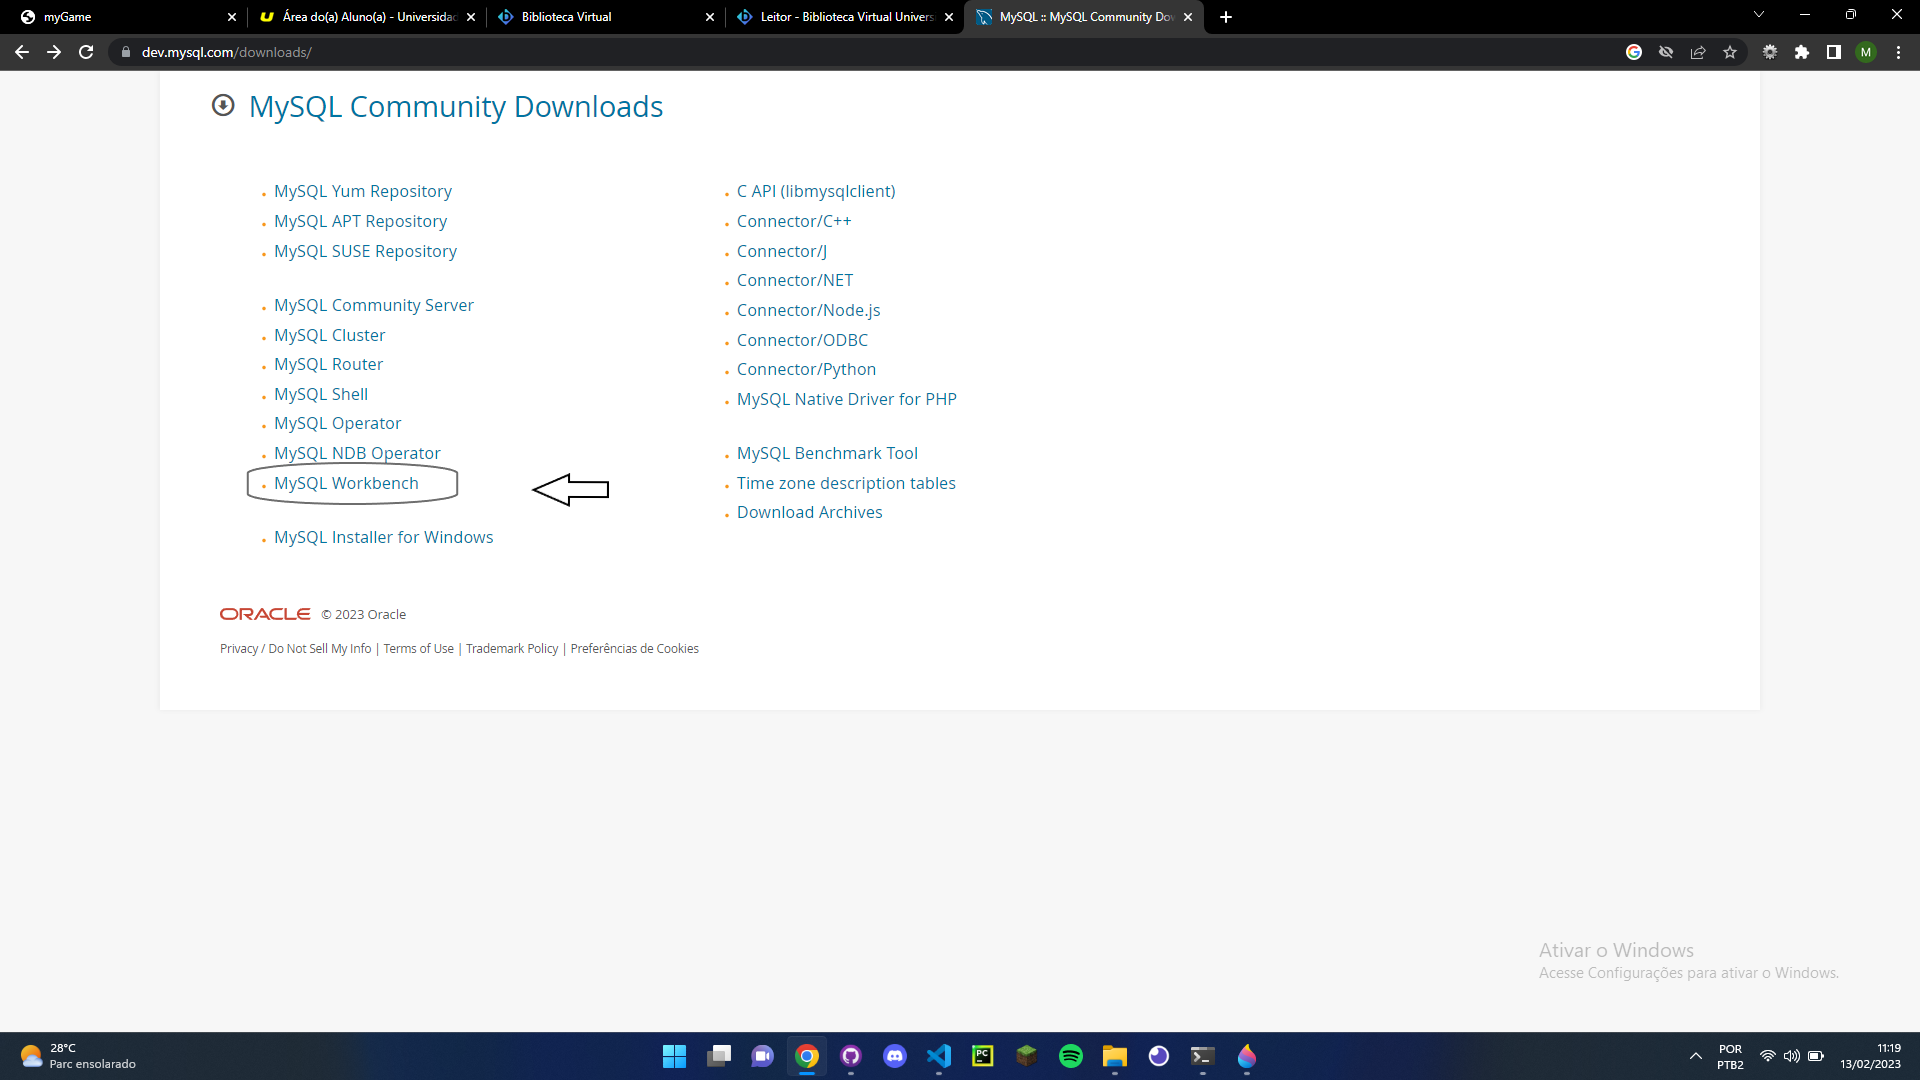 myGame
Área do(a) Aluno(a) - Universidad
Biblioteca Virtual
Leitor - Biblioteca Virtual Univers
MySQL :: MySQL Community Dow
dev.mysql.com/downloads/
M
MySQL Community Downloads
MySQL Yum Repository
MySQL APT Repository
MySQL SUSE Repository
MySQL Community Server
MySQL Cluster
MySQL Router
MySQL Shell
MySQL Operator
MySQL NDB Operator
MySQL Workbench
MySQL Installer for Windows
C API (libmysqlclient)
Connector/C++
Connector/J
Connector/NET
Connector/Node.js
Connector/ODBC
Connector/Python
MySQL Native Driver for PHP
MySQL Benchmark Tool
Time zone description tables
Download Archives
ORACLE © 2023 Oracle
Privacy / Do Not Sell My Info | Terms of Use | Trademark Policy | Preferências de Cookies
Ativar o Windows
Acesse Configurações para ativar o Windows.
28°C
Parc ensolarado
PC
POR
PTB2
11:19
13/02/2023